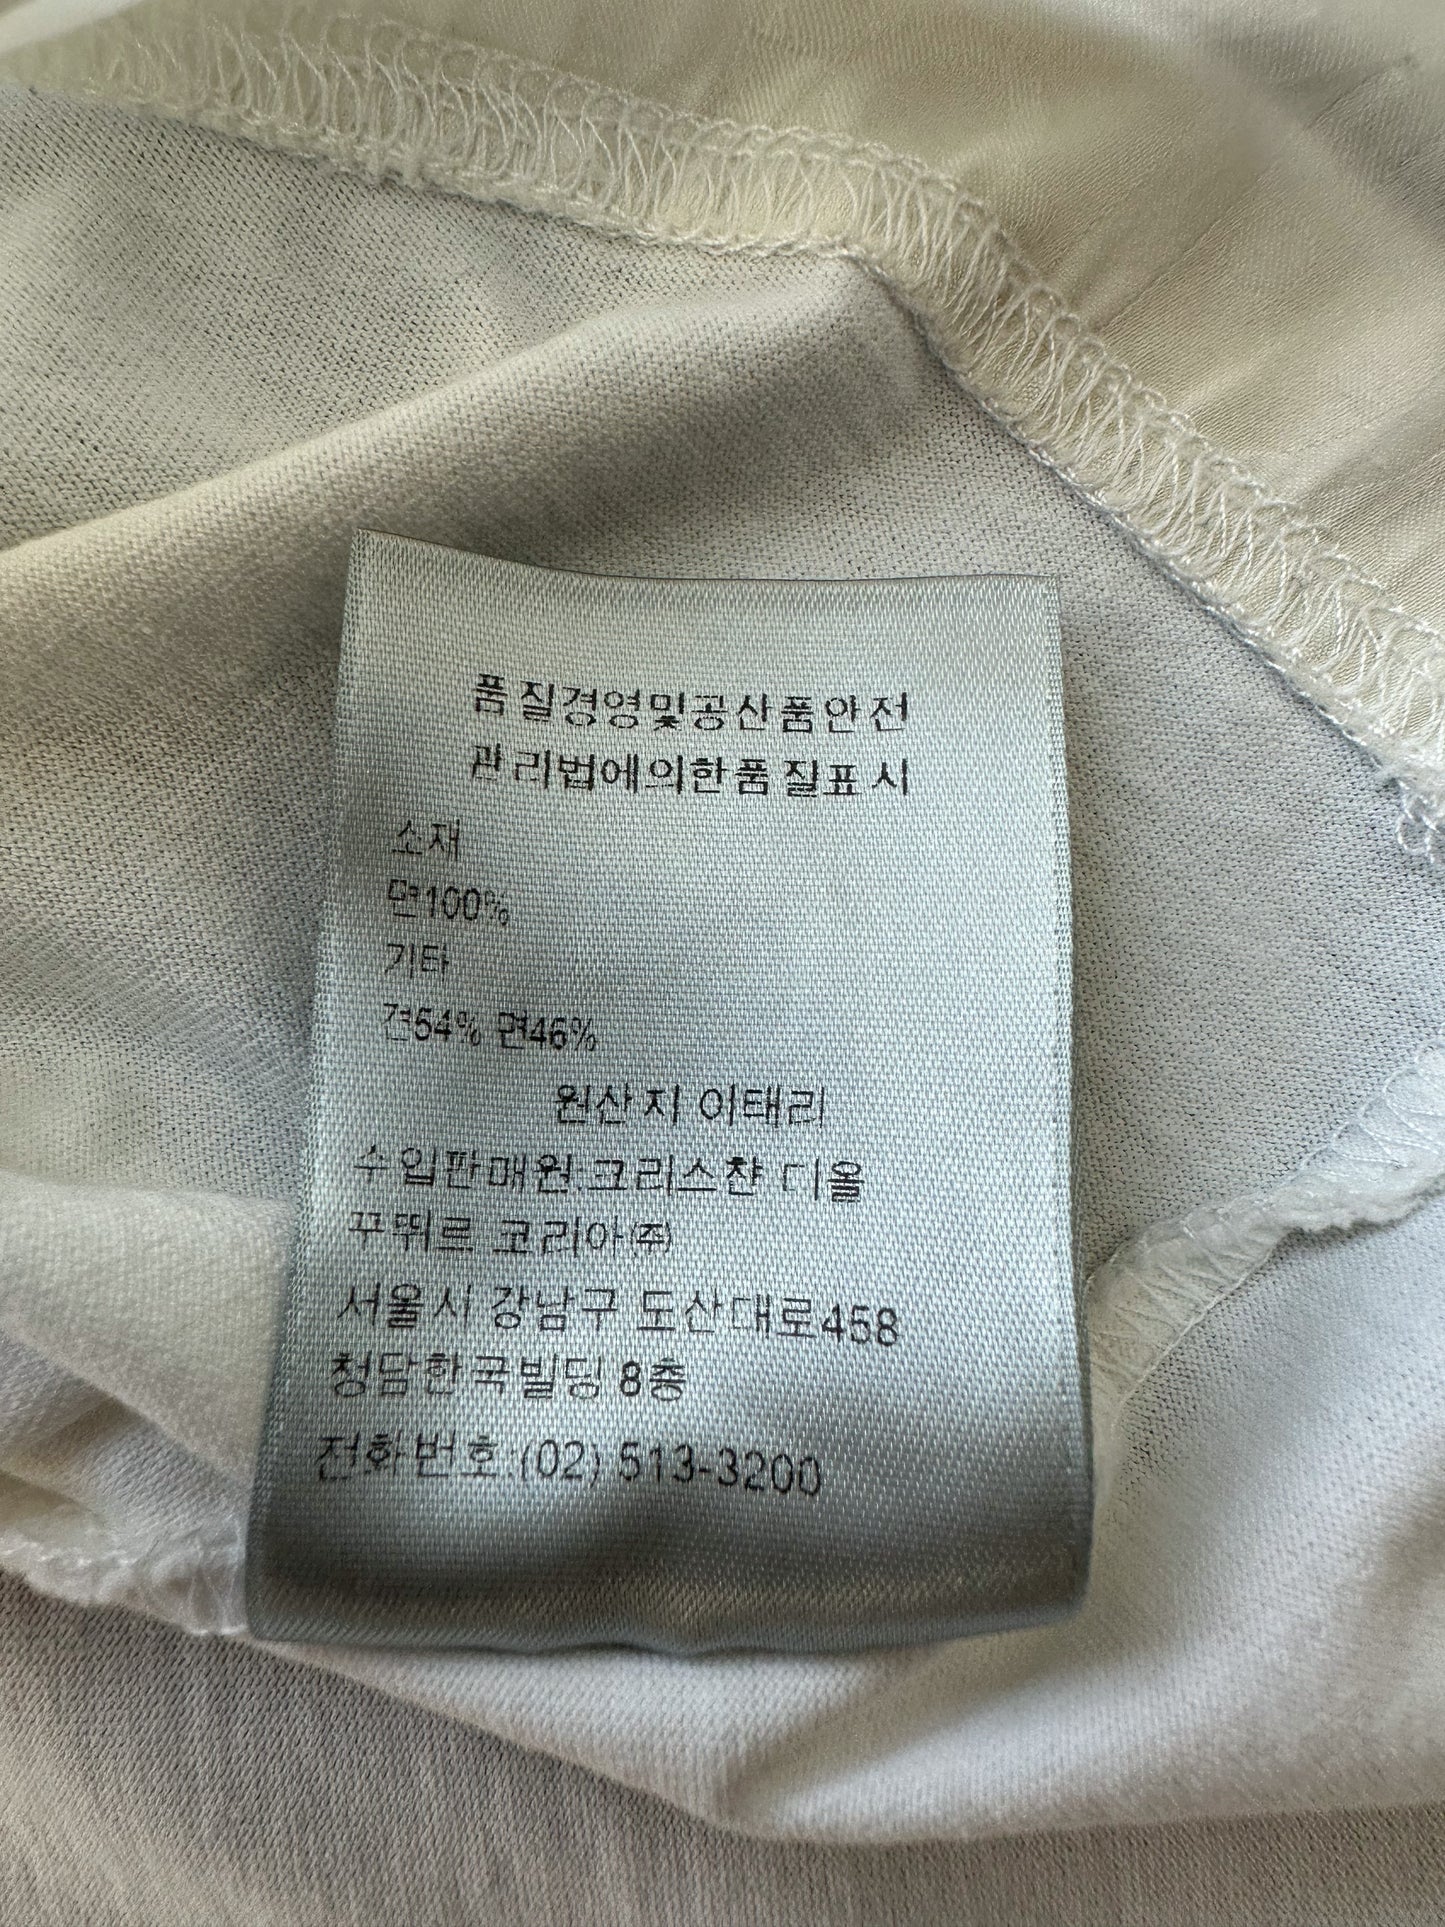 품질경영및공산품안전
관리법에의한품질표시
소재
면100%
기타
견54% 면46%
원산지 이태리
수입판매원:크리스챤 디올
꾸뛰르 코리아(주)
서울시 강남구 도산대로458
청담한국빌딩 8층
전화번호:(02) 513-3200